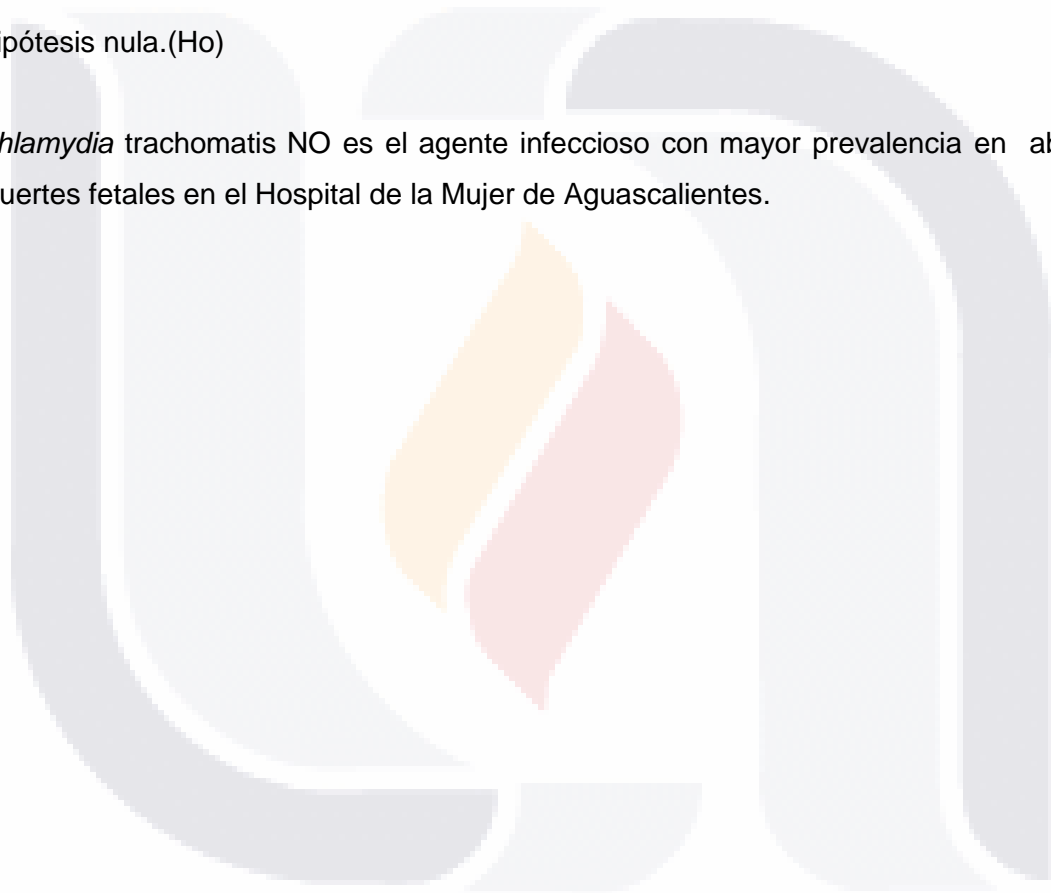 ipótesis nula.(Ho)
hlamydia trachomatis NO es el agente infeccioso con mayor prevalencia en ab
uertes fetales en el Hospital de la Mujer de Aguascalientes.